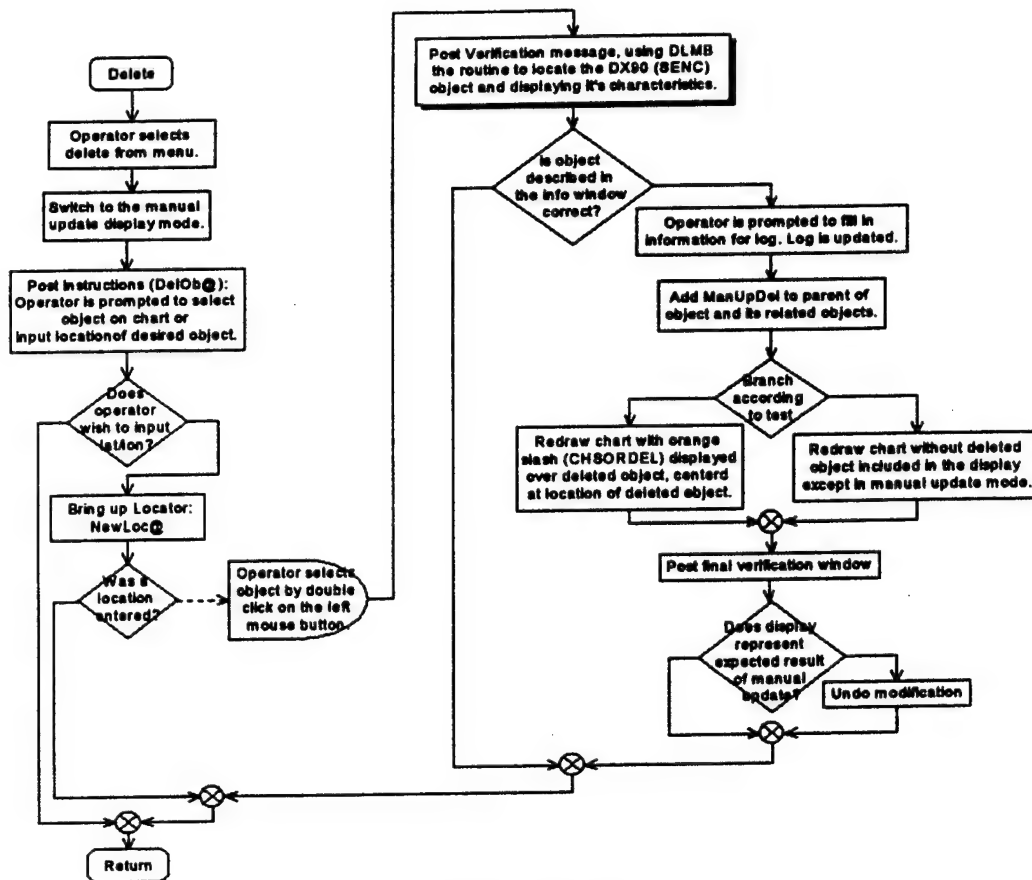 Delete
Operator selects
delete from menu.
Switch to the manual
update display mode.
Post Instructions (DelOb@):
Operator is prompted to select
object on chart or
input locationof desired object.
Does
operator
wish to input
lat/lon?
Bring up Locator:
NewLoc@
Was a
location
entered?
Operator selects
object by double
click on the left
mouse button.
Post Verification message, using DLMB
the routine to locate the DX90 (SENC)
object and displaying it's characteristics.
Is object
described in
the info window
correct?
Operator is prompted to fill in
information for log. Log is updated.
Add ManUpDel to parent of
object and its related objects.
Branch
according
to test
Redraw chart with orange
slash (CHSORDEL) displayed
over deleted object, centerd
at location of deleted object.
Redraw chart without deleted
object included in the display
except in manual update mode.
Post final verification window
Does display
represent
expected result
of manual
update?
Undo modification
Return